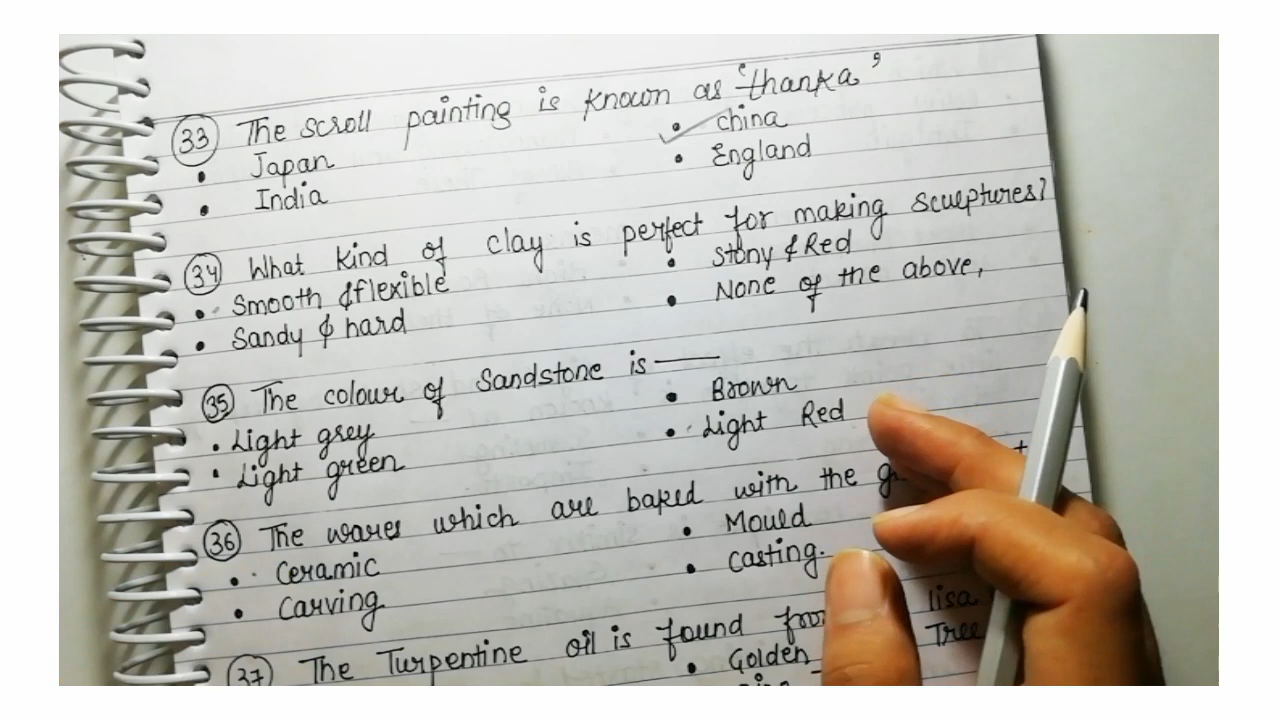 33 The scroll painting is known as 'thanka'
• Japan • china
• India • England
34 What kind of clay is perfect for making sculptures?
• Smooth & flexible • Stony & Red
• Sandy & hard • None of the above,
35 The colour of Sandstone is ——
• Light grey • Brown
• Light green • Light Red
36 The wares which are baked with the
• Ceramic • Mould
• Carving • Casting.
37 The Turpentine oil is found lisa
• Golden Tree